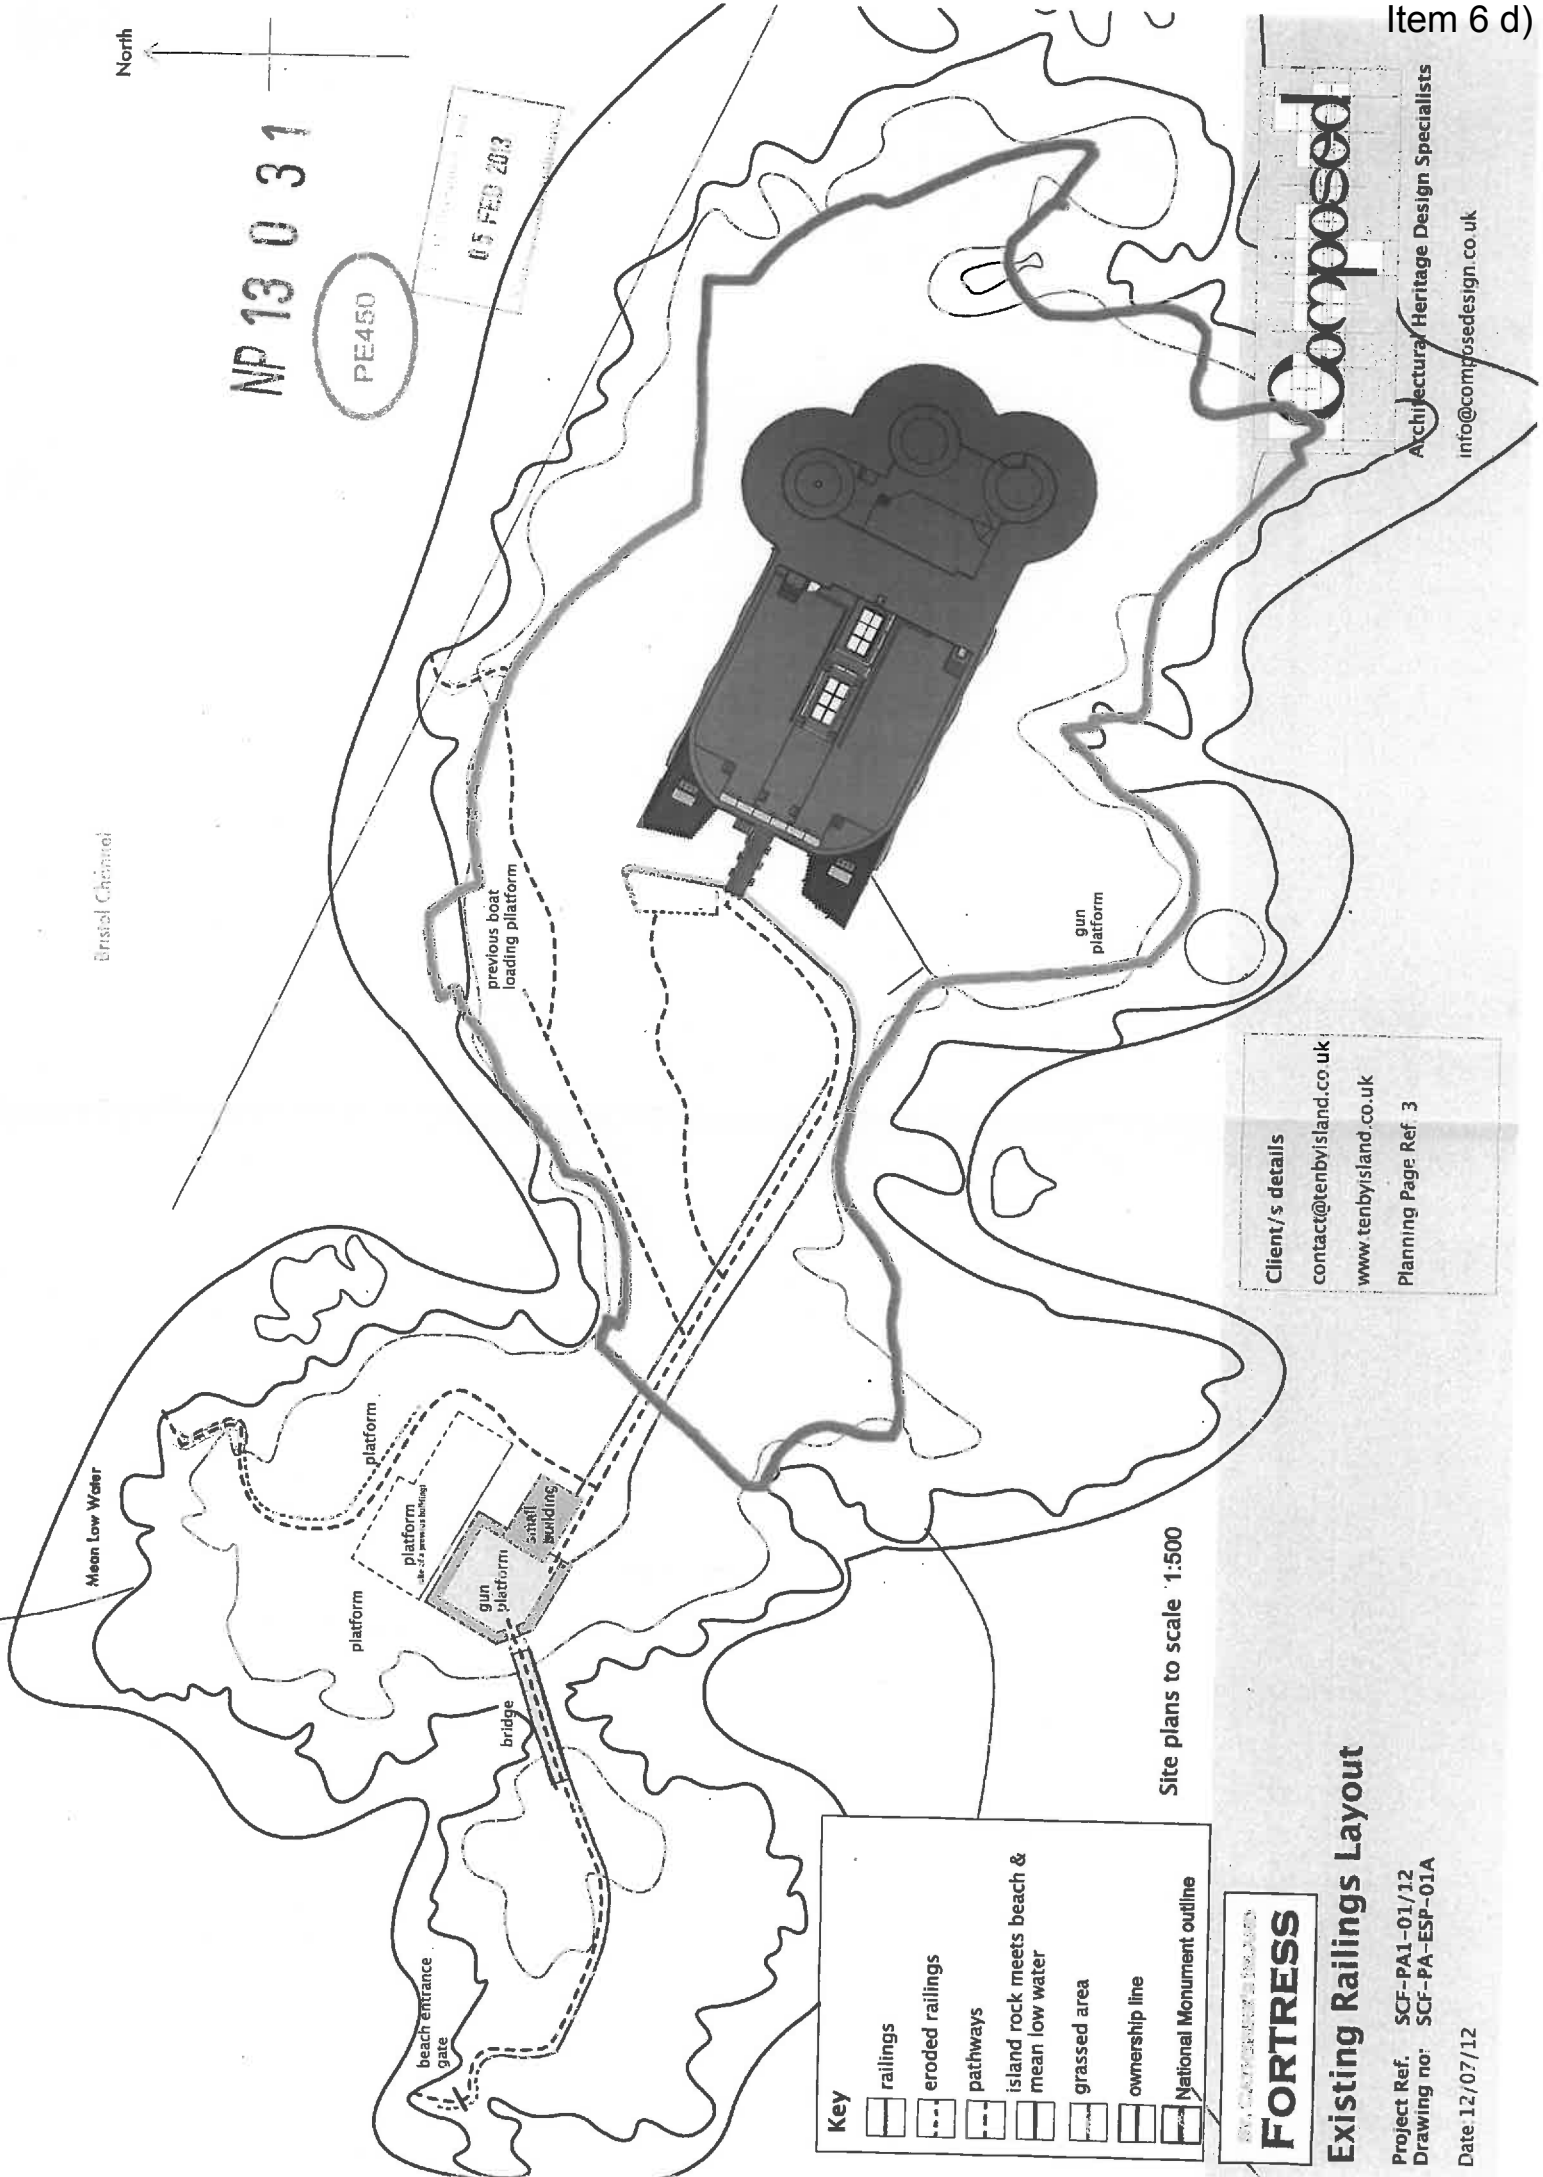 Item 6 d)
North
NP 13 0 31
PE450
05 FEB 2013
Bristol Channel
Mean Low Water
previous boat
loading pllatform
gun
platform
platform
platform
site of a previous buildings
platform
small
building
gun
platform
bridge
beach entrance
gate
Composed
Architectural Heritage Design Specialists
info@composedesign.co.uk
Client/s details
contact@tenbyisland.co.uk
www.tenbyisland.co.uk
Planning Page Ref. 3
Site plans to scale 1:500
Key
railings
eroded railings
pathways
island rock meets beach &
mean low water
grassed area
ownership line
National Monument outline
FORTRESS
Existing Railings Layout
Project Ref. SCF-PA1-01/12
Drawing no: SCF-PA-ESP-01A
Date:12/07/12